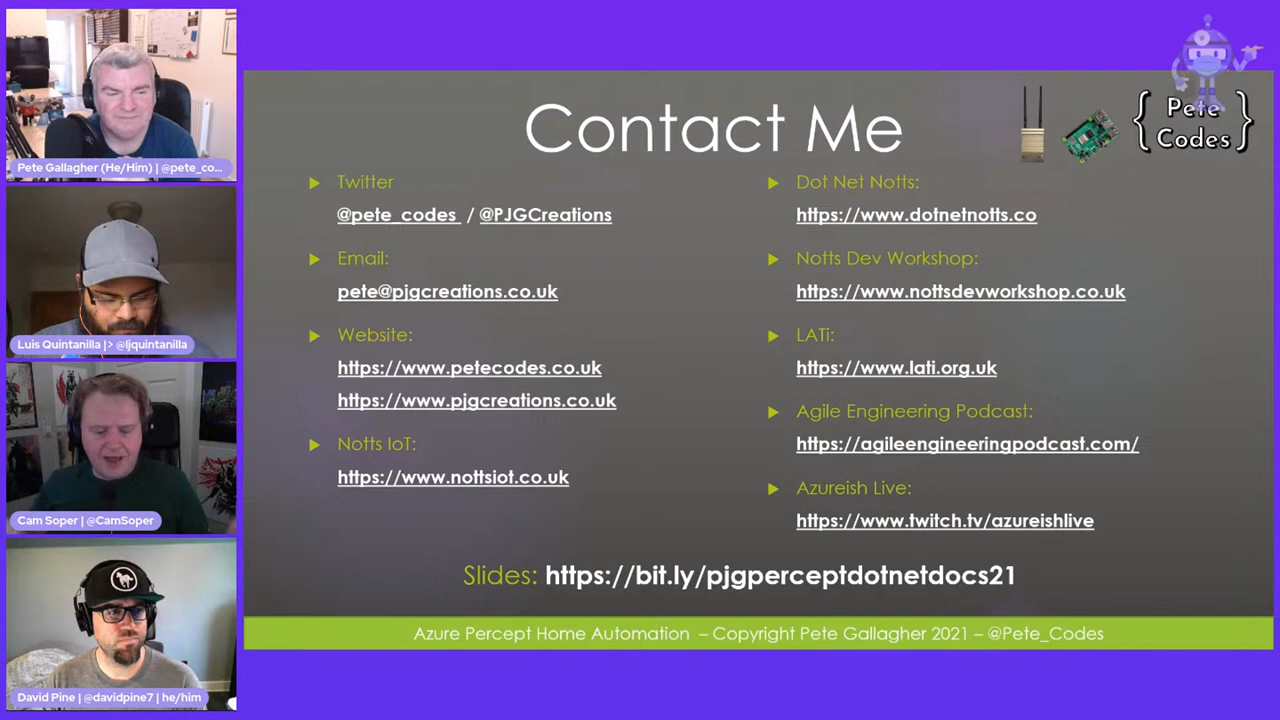 Pete Gallagher (He/Him) | @pete_co...
Luis Quintanilla |> @ljquintanilla
Cam Soper | @CamSoper
David Pine | @davidpine7 | he/him
Contact Me
{ Pete
Codes }
Twitter
@pete_codes / @PJGCreations
Email:
pete@pjgcreations.co.uk
Website:
https://www.petecodes.co.uk
https://www.pjgcreations.co.uk
Notts IoT:
https://www.nottsiot.co.uk
Dot Net Notts:
https://www.dotnetnotts.co
Notts Dev Workshop:
https://www.nottsdevworkshop.co.uk
LATi:
https://www.lati.org.uk
Agile Engineering Podcast:
https://agileengineeringpodcast.com/
Azureish Live:
https://www.twitch.tv/azureishlive
Slides: https://bit.ly/pjgperceptdotnetdocs21
Azure Percept Home Automation – Copyright Pete Gallagher 2021 – @Pete_Codes